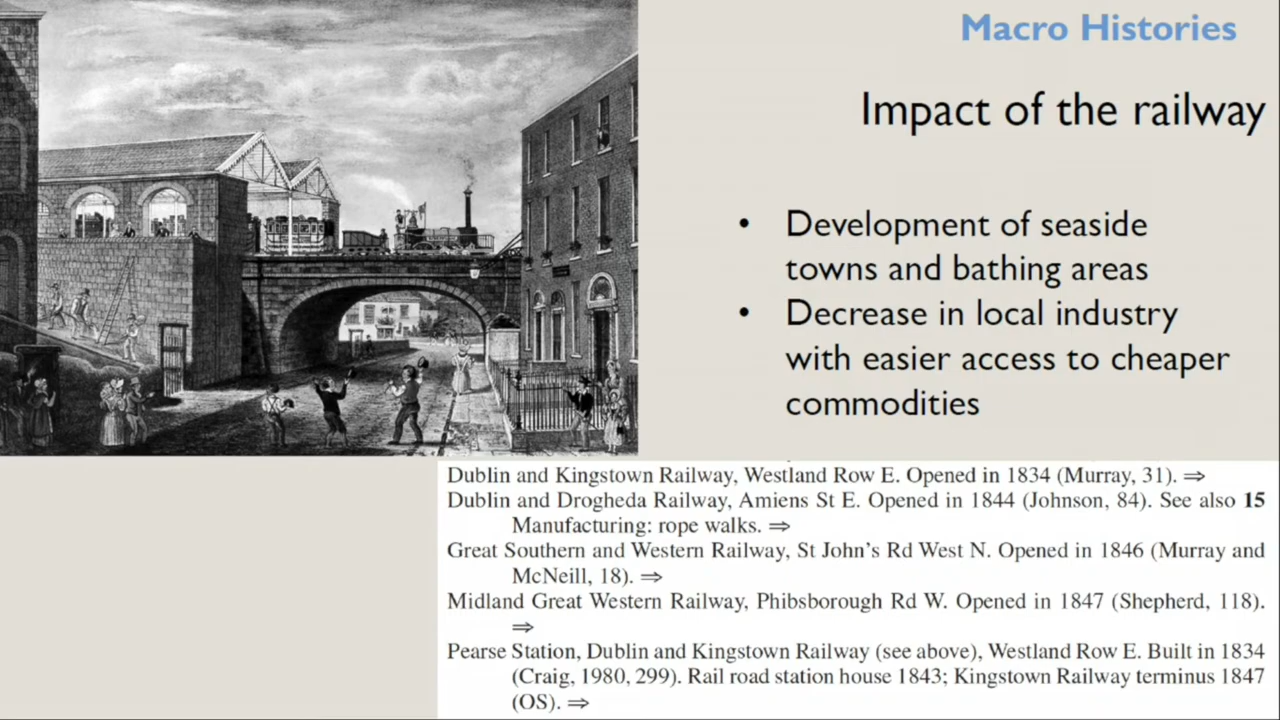 Macro Histories
Impact of the railway
• Development of seaside
towns and bathing areas
• Decrease in local industry
with easier access to cheaper
commodities
Dublin and Kingstown Railway, Westland Row E. Opened in 1834 (Murray, 31). ⇒
Dublin and Drogheda Railway, Amiens St E. Opened in 1844 (Johnson, 84). See also 15
Manufacturing: rope walks. ⇒
Great Southern and Western Railway, St John's Rd West N. Opened in 1846 (Murray and
McNeill, 18). ⇒
Midland Great Western Railway, Phibsborough Rd W. Opened in 1847 (Shepherd, 118).
⇒
Pearse Station, Dublin and Kingstown Railway (see above), Westland Row E. Built in 1834
(Craig, 1980, 299). Rail road station house 1843; Kingstown Railway terminus 1847
(OS). ⇒